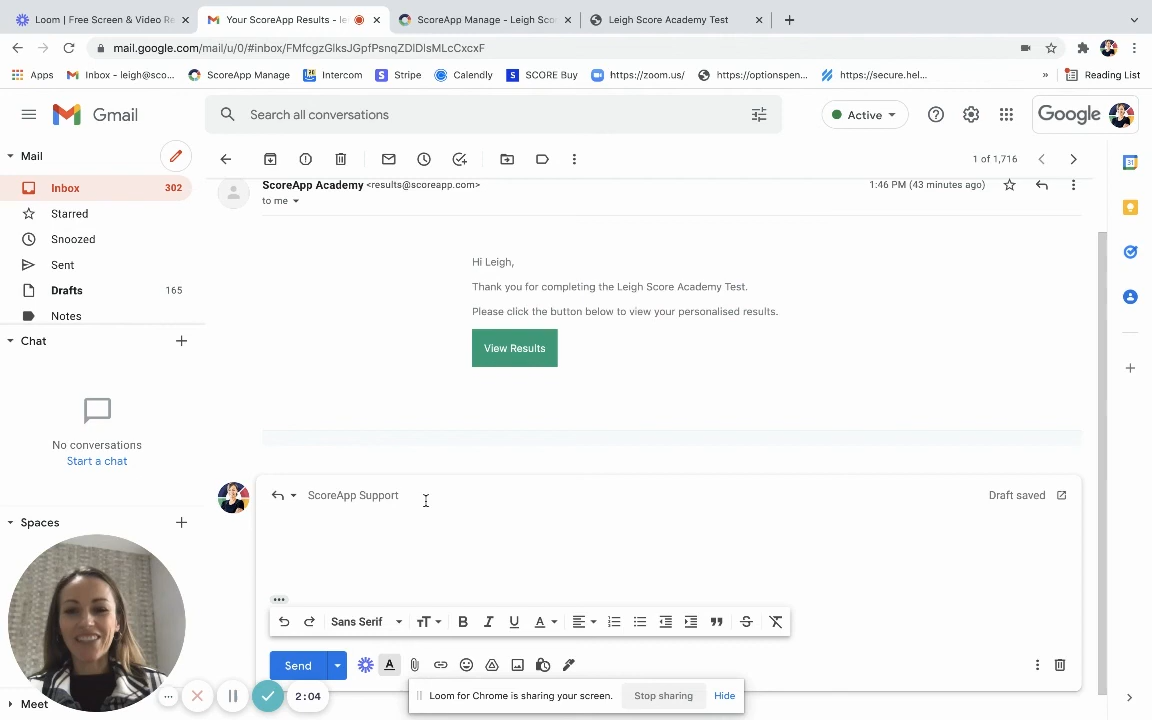 Loom | Free Screen & Video Re
Your ScoreApp Results - le
ScoreApp Manage - Leigh Sco
Leigh Score Academy Test
mail.google.com/mail/u/0/#inbox/FMfcgzGlksJGpfPsnqZDlDlsMLcCxcxF
Apps
Inbox - leigh@sco...
ScoreApp Manage
Intercom
Stripe
Calendly
SCORE Buy
https://zoom.us/
https://optionspen...
https://secure.hel...
»
Reading List
Gmail
Search all conversations
Active
Google
Mail
Inbox 302
Starred
Snoozed
Sent
Drafts 165
Notes
Chat
No conversations
Start a chat
Spaces
Meet
1 of 1,716
ScoreApp Academy <results@scoreapp.com>
1:46 PM (43 minutes ago)
to me
Hi Leigh,
Thank you for completing the Leigh Score Academy Test.
Please click the button below to view your personalised results.
View Results
ScoreApp Support
Draft saved
Sans Serif
Send
2:04
Loom for Chrome is sharing your screen.
Stop sharing
Hide